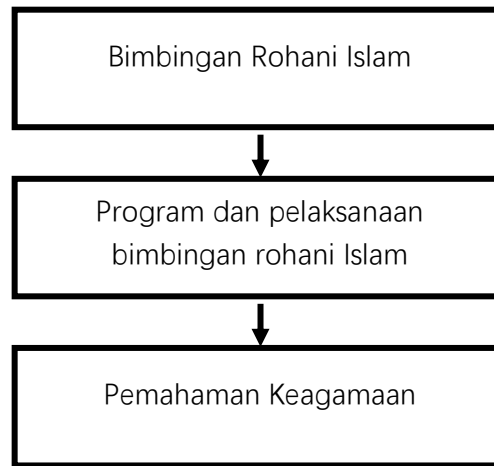 Bimbingan Rohani Islam
Program dan pelaksanaan
bimbingan rohani Islam
Pemahaman Keagamaan